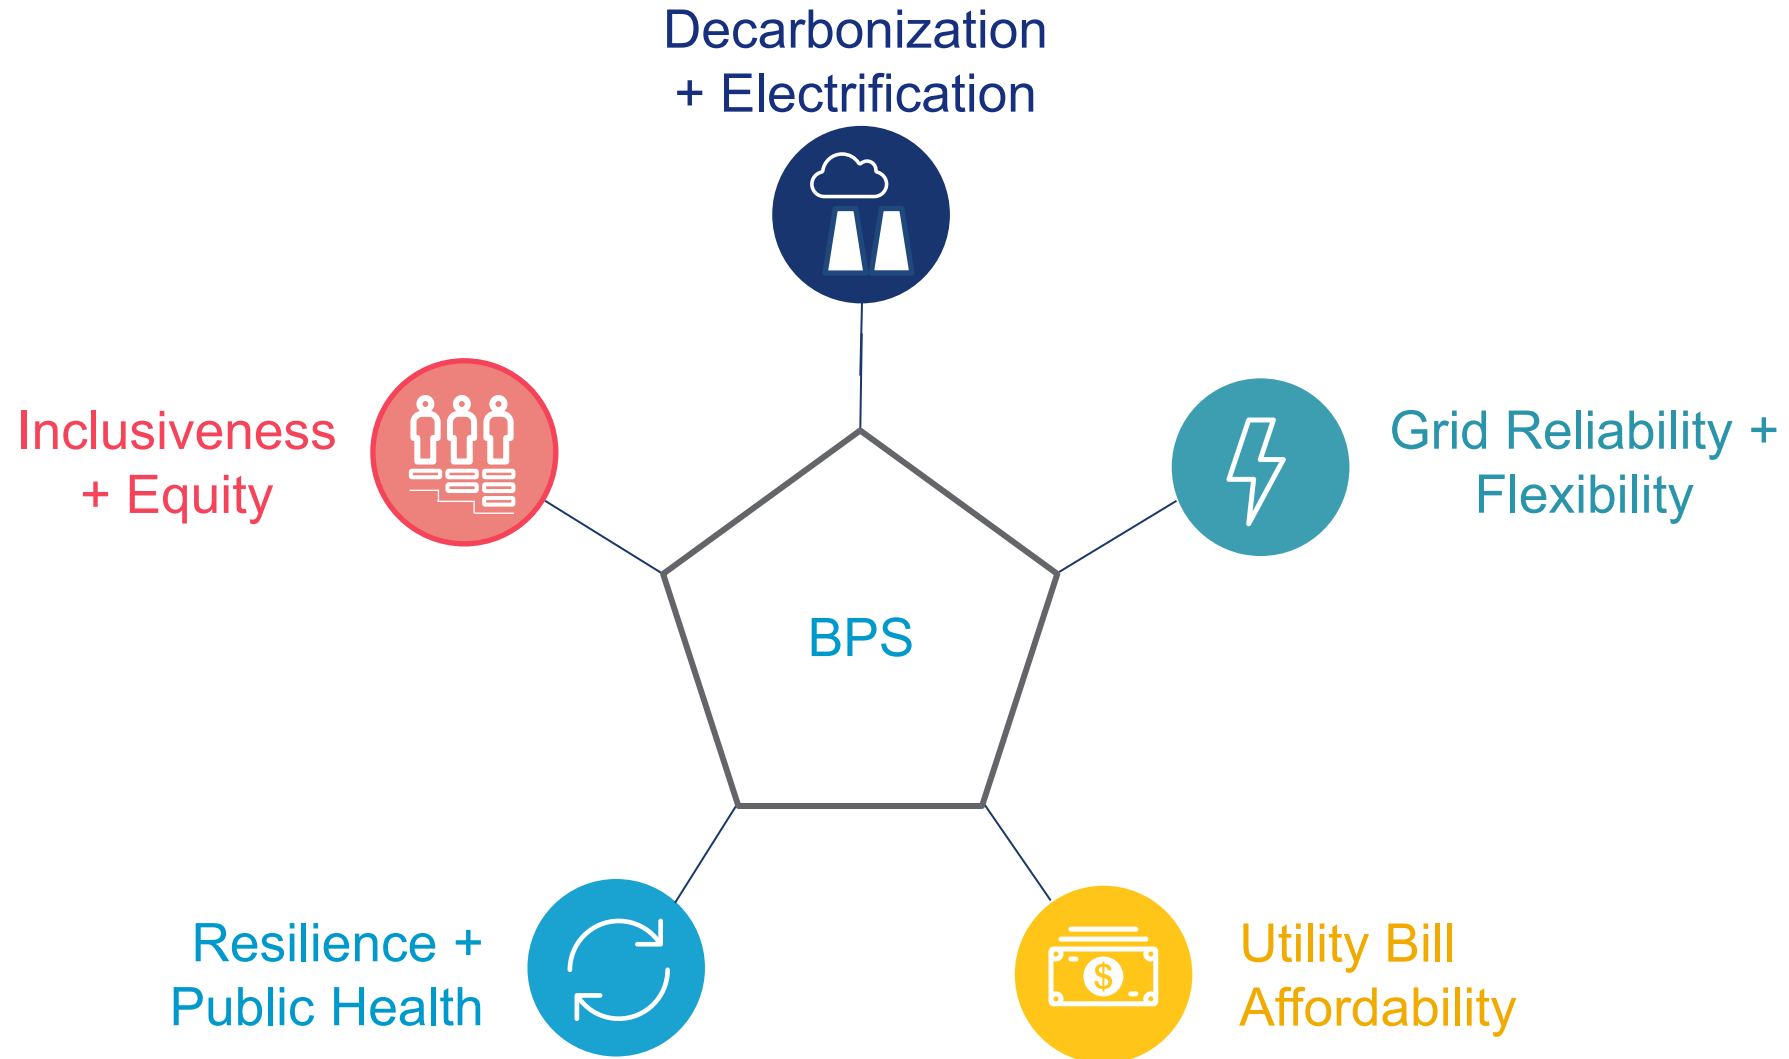 Decarbonization
+ Electrification
Inclusiveness
+ Equity
Grid Reliability +
Flexibility
BPS
Resilience +
Public Health
$
Utility Bill
Affordability